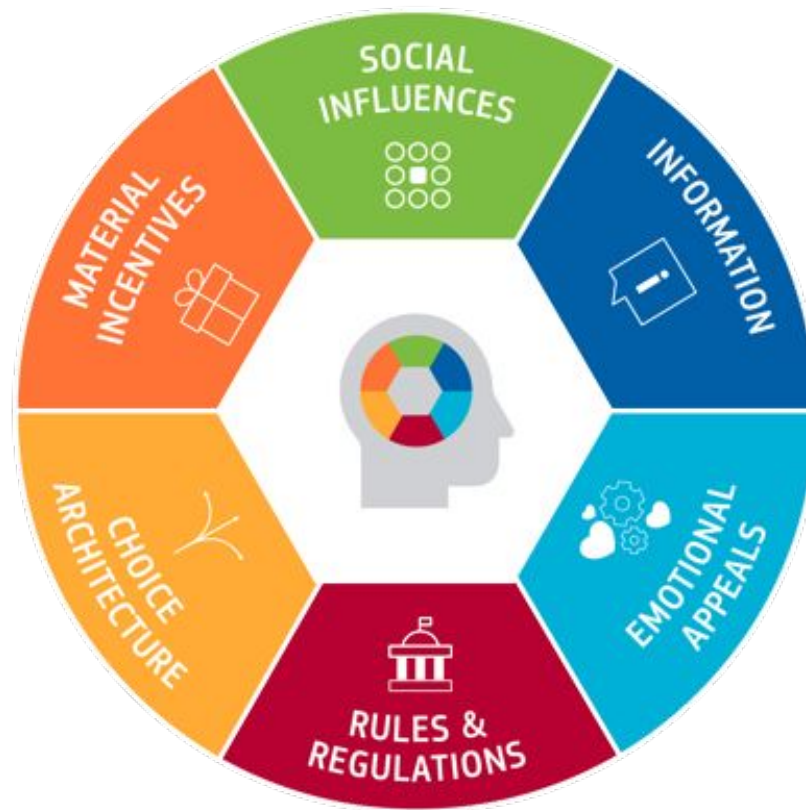 SOCIAL
INFLUENCES
INFORMATION
i
EMOTIONAL
APPEALS
RULES &
REGULATIONS
CHOICE
ARCHITECTURE
MATERIAL
INCENTIVES